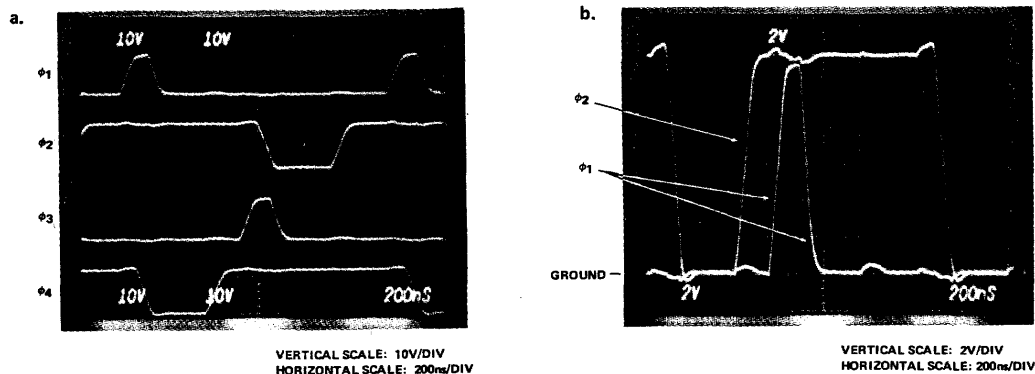 a.
10V 10V
ϕ1
ϕ2
ϕ3
ϕ4
10V 10V 200nS
VERTICAL SCALE: 10V/DIV
HORIZONTAL SCALE: 200ns/DIV
b.
2V
ϕ2
ϕ1
GROUND
2V 200nS
VERTICAL SCALE: 2V/DIV
HORIZONTAL SCALE: 200ns/DIV